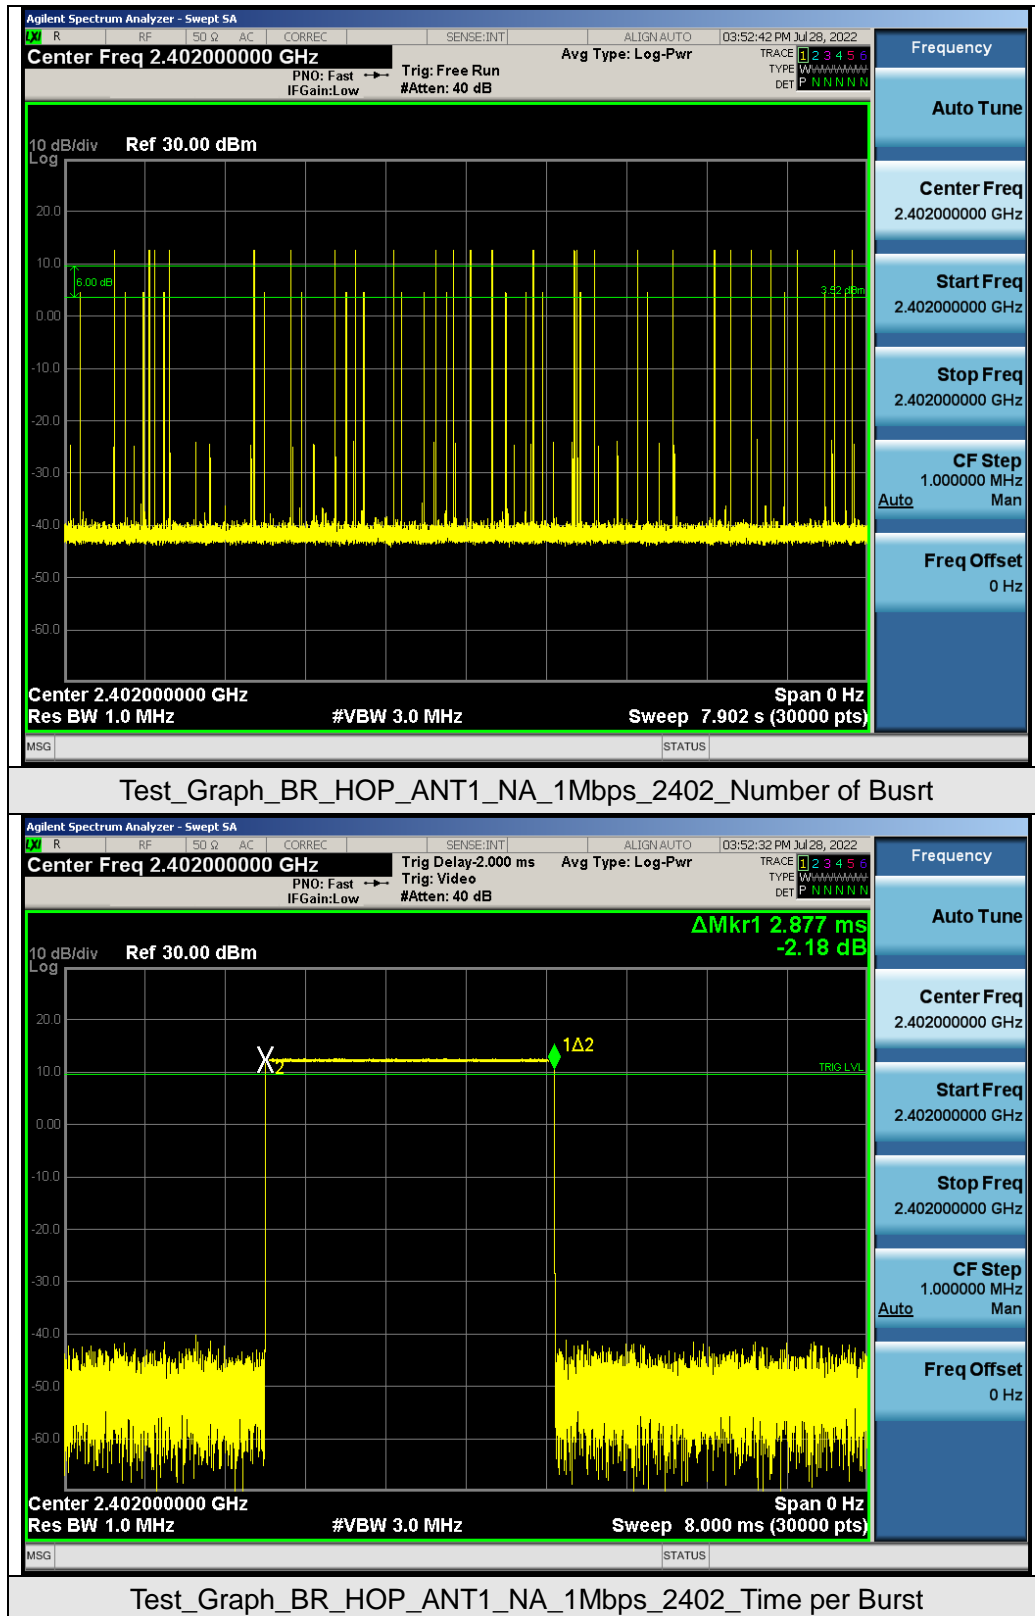 Agilent Spectrum Analyzer - Swept SA
LXI R RF 50 Ω AC CORREC SENSE:INT ALIGN AUTO 03:52:42 PM Jul 28, 2022
Center Freq 2.402000000 GHz Avg Type: Log-Pwr TRACE 1 2 3 4 5 6
PNO: Fast Trig: Free Run TYPE
IFGain:Low #Atten: 40 dB DET P N N N N N
Frequency
Auto Tune
Center Freq
2.402000000 GHz
Start Freq
2.402000000 GHz
Stop Freq
2.402000000 GHz
CF Step
1.000000 MHz
Auto Man
Freq Offset
0 Hz
10 dB/div Ref 30.00 dBm
Log
20.0
10.0
6.00 dB
3.52 dBm
0.00
-10.0
-20.0
-30.0
-40.0
-50.0
-60.0
Center 2.402000000 GHz Span 0 Hz
Res BW 1.0 MHz #VBW 3.0 MHz Sweep 7.902 s (30000 pts)
MSG STATUS
Test_Graph_BR_HOP_ANT1_NA_1Mbps_2402_Number of Busrt
Agilent Spectrum Analyzer - Swept SA
LXI R RF 50 Ω AC CORREC SENSE:INT ALIGN AUTO 03:52:32 PM Jul 28, 2022
Center Freq 2.402000000 GHz Trig Delay-2.000 ms Avg Type: Log-Pwr TRACE 1 2 3 4 5 6
PNO: Fast Trig: Video TYPE
IFGain:Low #Atten: 40 dB DET P N N N N N
Frequency
Auto Tune
Center Freq
2.402000000 GHz
Start Freq
2.402000000 GHz
Stop Freq
2.402000000 GHz
CF Step
1.000000 MHz
Auto Man
Freq Offset
0 Hz
ΔMkr1 2.877 ms
-2.18 dB
10 dB/div Ref 30.00 dBm
Log
20.0
1Δ2
X2
10.0
TRIG LVL
0.00
-10.0
-20.0
-30.0
-40.0
-50.0
-60.0
Center 2.402000000 GHz Span 0 Hz
Res BW 1.0 MHz #VBW 3.0 MHz Sweep 8.000 ms (30000 pts)
MSG STATUS
Test_Graph_BR_HOP_ANT1_NA_1Mbps_2402_Time per Burst